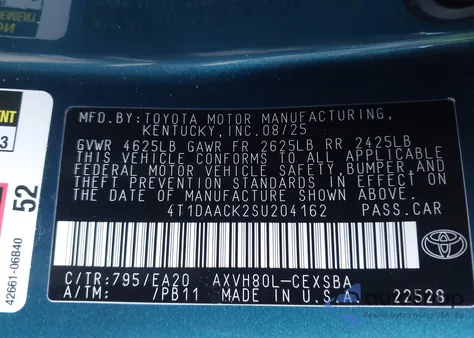 MFD.BY: TOYOTA MOTOR MANUFACTURING,
KENTUCKY, INC. 08/25
GVWR 4625LB GAWR FR 2625LB RR 2425LB
THIS VEHICLE CONFORMS TO ALL APPLICABLE
FEDERAL MOTOR VEHICLE SAFETY, BUMPER, AND
THEFT PREVENTION STANDARDS IN EFFECT ON
THE DATE OF MANUFACTURE SHOWN ABOVE.
4T1DAACK2SU204162 PASS.CAR
C/TR:795/EA20 AXVH80L-CEXSBA
A/TM: /PB11 MADE IN U.S.A 22528
TOYOTA
52
42661-06B40